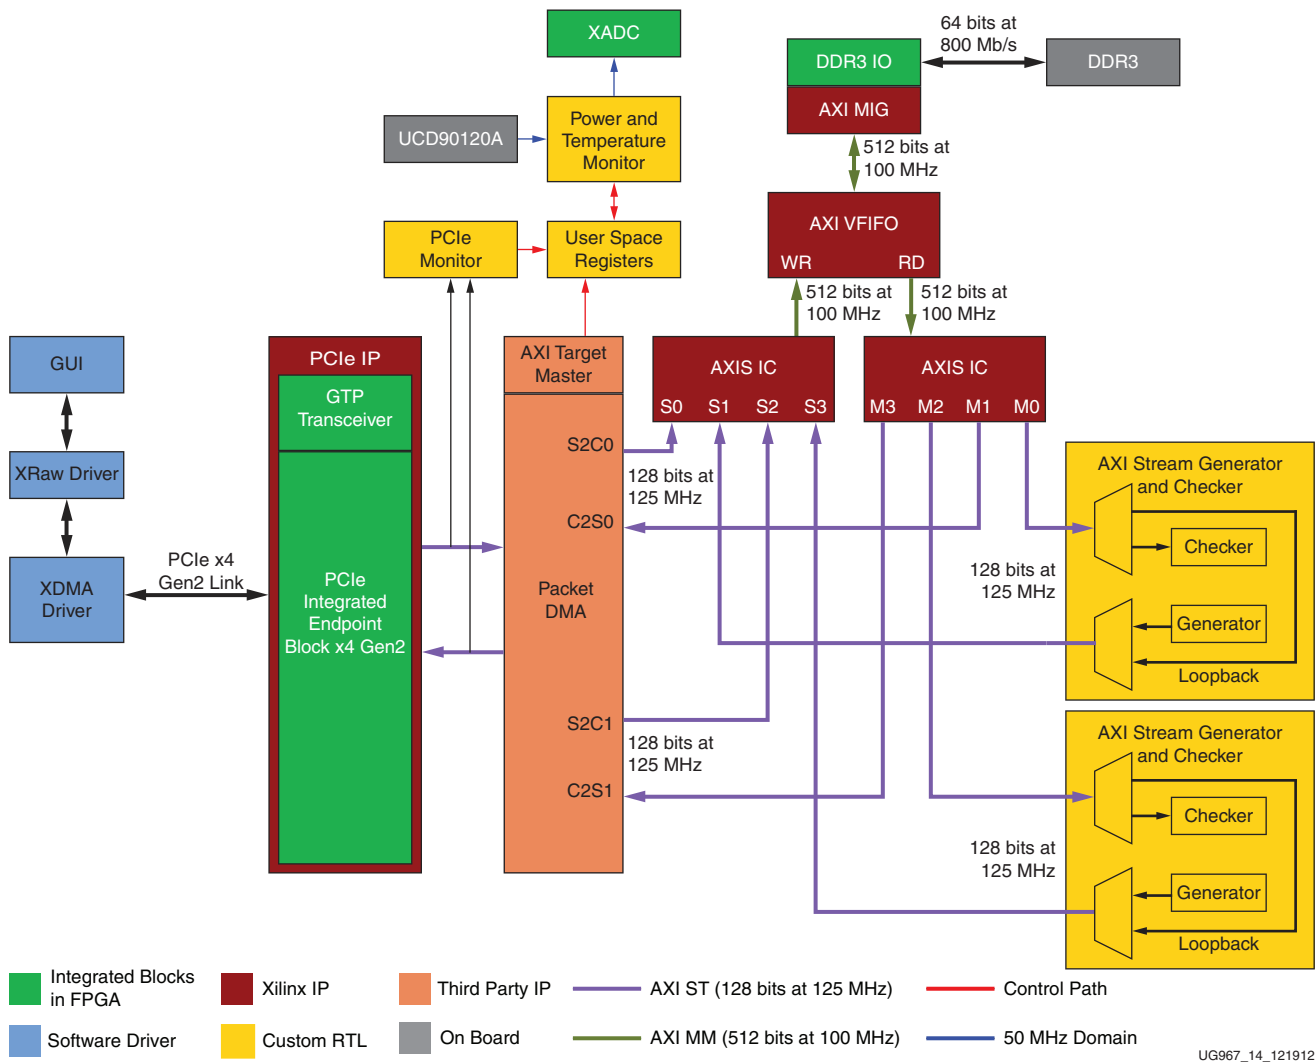 XADC
64 bits at
800 Mb/s
DDR3 IO
DDR3
AXI MIG
UCD90120A
Power and
Temperature
Monitor
512 bits at
100 MHz
PCIe
Monitor
User Space
Registers
AXI VFIFO
WR
RD
512 bits at
100 MHz
512 bits at
100 MHz
GUI
XRaw Driver
XDMA
Driver
PCIe x4
Gen2 Link
PCIe IP
GTP
Transceiver
PCIe
Integrated
Endpoint
Block x4 Gen2
AXI Target
Master
S2C0
C2S0
Packet
DMA
S2C1
C2S1
128 bits at
125 MHz
128 bits at
125 MHz
AXIS IC
S0 S1 S2 S3
AXIS IC
M3 M2 M1 M0
AXI Stream Generator
and Checker
Checker
128 bits at
125 MHz
Generator
Loopback
AXI Stream Generator
and Checker
Checker
128 bits at
125 MHz
Generator
Loopback
Integrated Blocks
in FPGA
Xilinx IP
Third Party IP
AXI ST (128 bits at 125 MHz)
Control Path
Software Driver
Custom RTL
On Board
AXI MM (512 bits at 100 MHz)
50 MHz Domain
UG967_14_121912